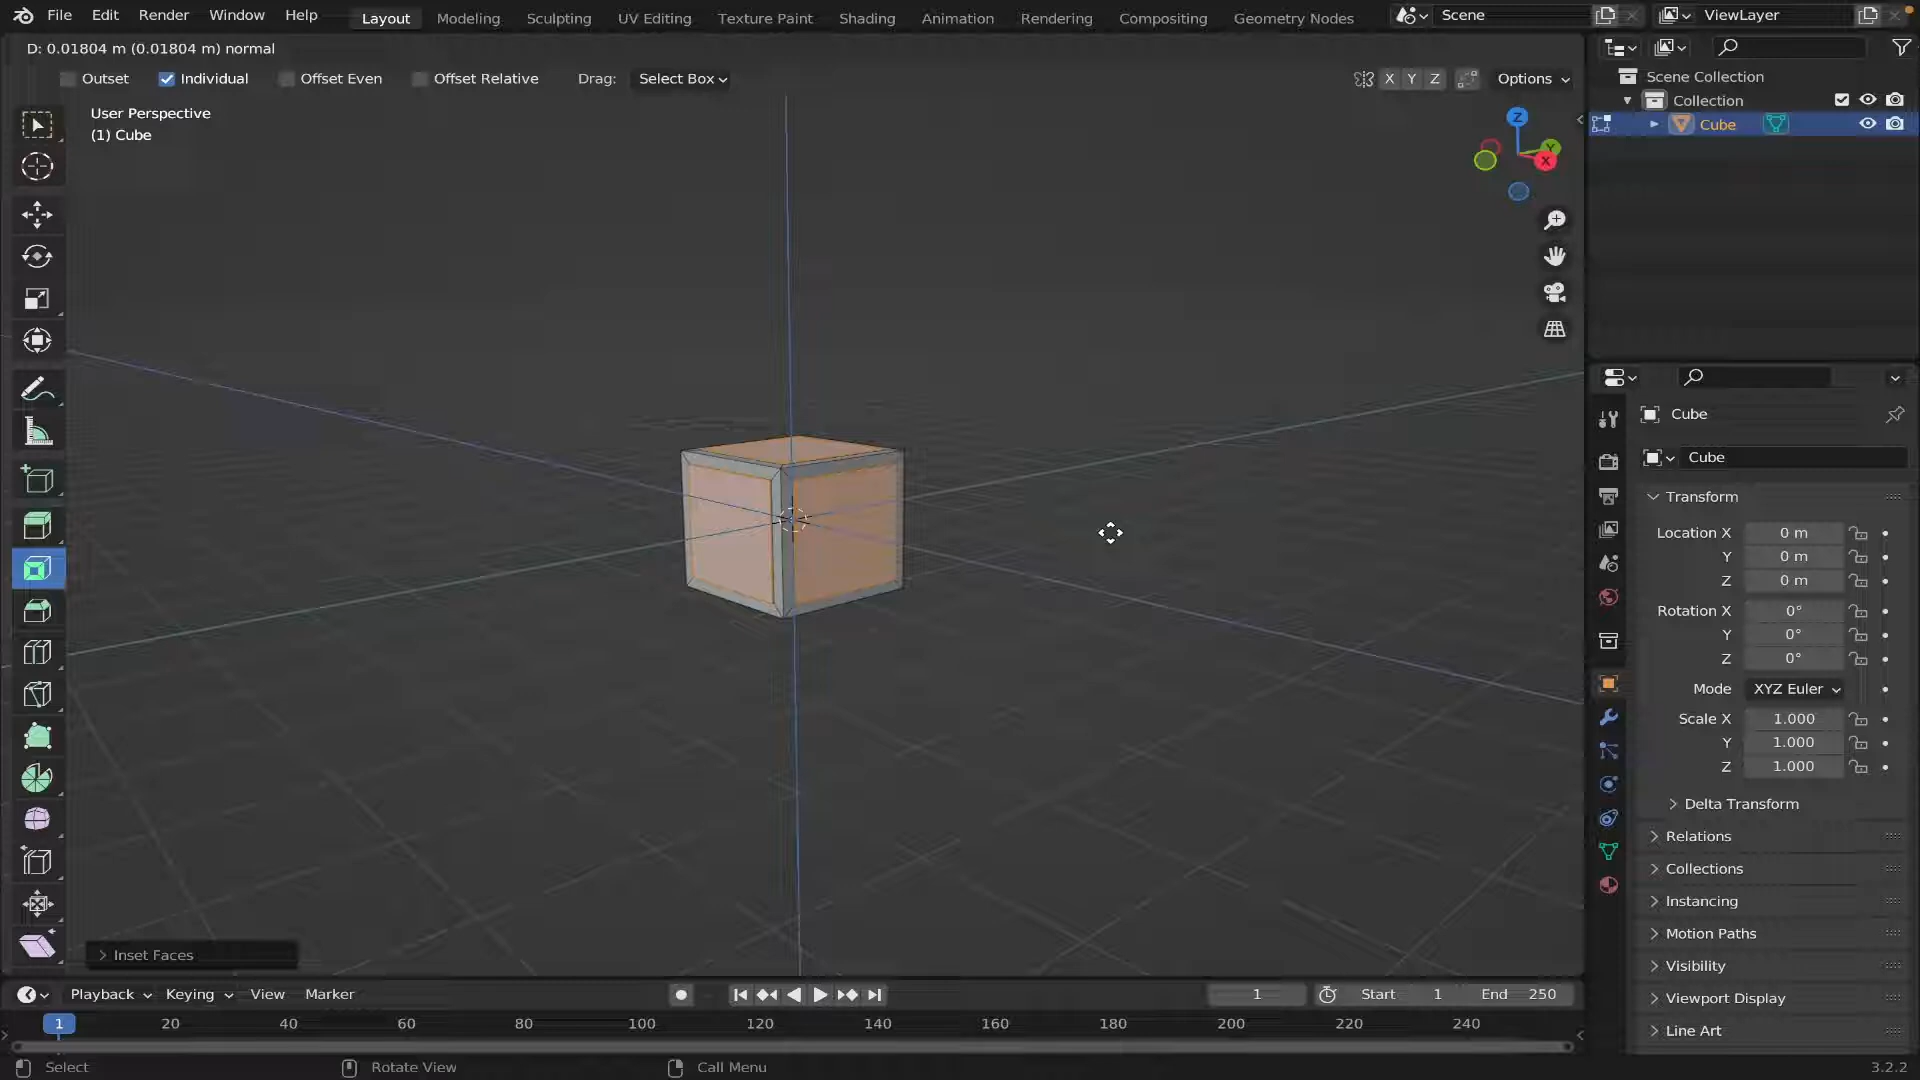 File Edit Render Window Help Layout Modeling Sculpting UV Editing Texture Paint Shading Animation Rendering Compositing Geometry Nodes Scene ViewLayer
D: 0.01804 m (0.01804 m) normal
Outset Individual Offset Even Offset Relative Drag: Select Box X Y Z Options
User Perspective
(1) Cube
Z
Y
X
Scene Collection
Collection
Cube
Cube
Cube
Transform
Location X 0 m
Y 0 m
Z 0 m
Rotation X 0°
Y 0°
Z 0°
Mode XYZ Euler
Scale X 1.000
Y 1.000
Z 1.000
Delta Transform
Relations
Collections
Instancing
Motion Paths
Visibility
Viewport Display
Line Art
Inset Faces
Playback Keying View Marker 1 Start 1 End 250
1 20 40 60 80 100 120 140 160 180 200 220 240
Select Rotate View Call Menu 3.2.2